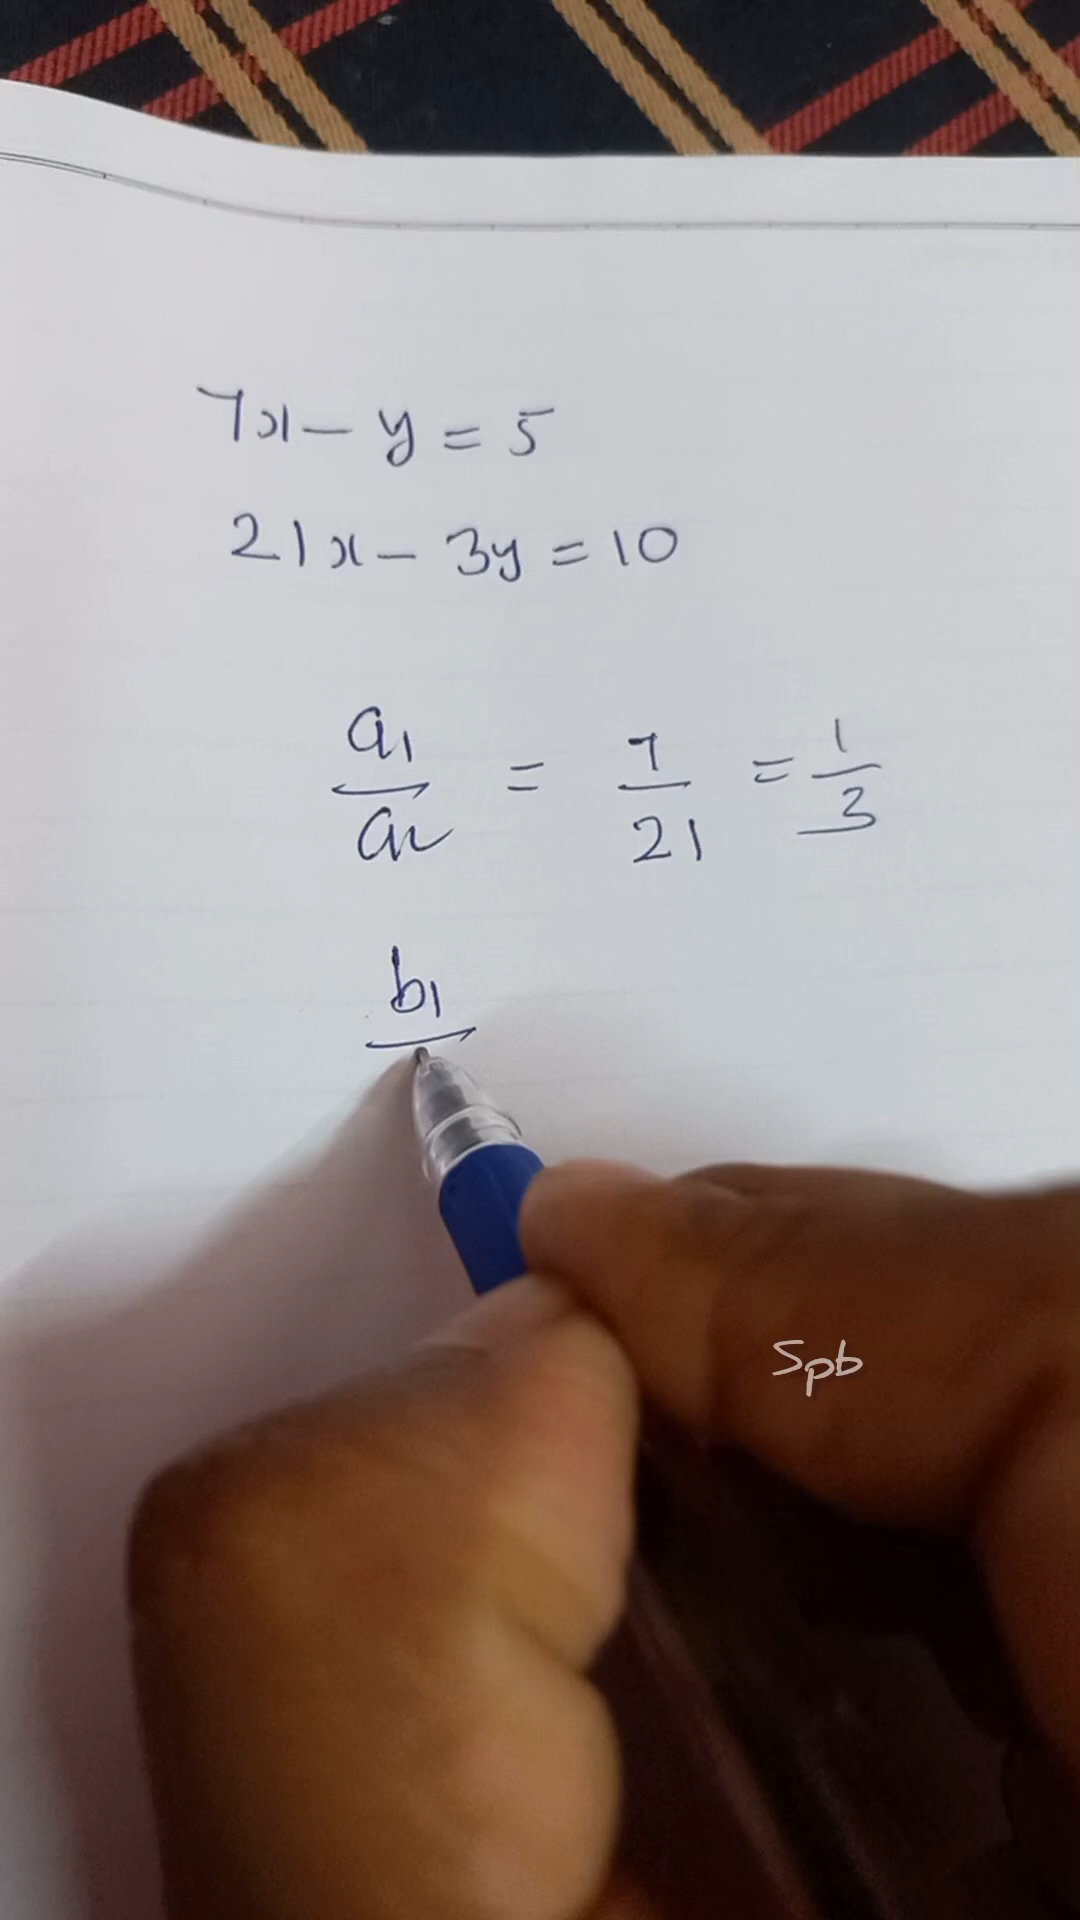 7x - y = 5
21x - 3y = 10
a1/a2 = 7/21 = 1/3
b1
Spb